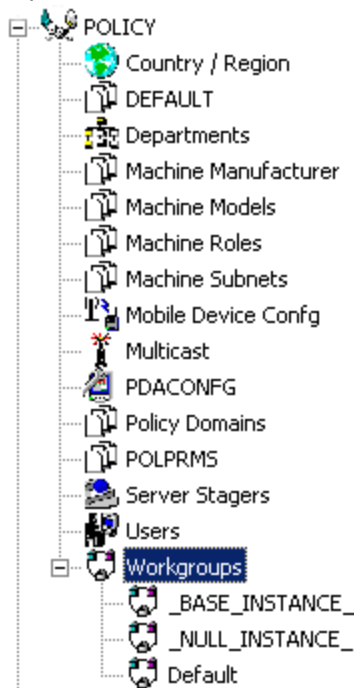 POLICY
Country / Region
DEFAULT
Departments
Machine Manufacturer
Machine Models
Machine Roles
Machine Subnets
Mobile Device Confg
Multicast
PDACONFG
Policy Domains
POLPRMS
Server Stagers
Users
Workgroups
_BASE_INSTANCE_
_NULL_INSTANCE_
Default